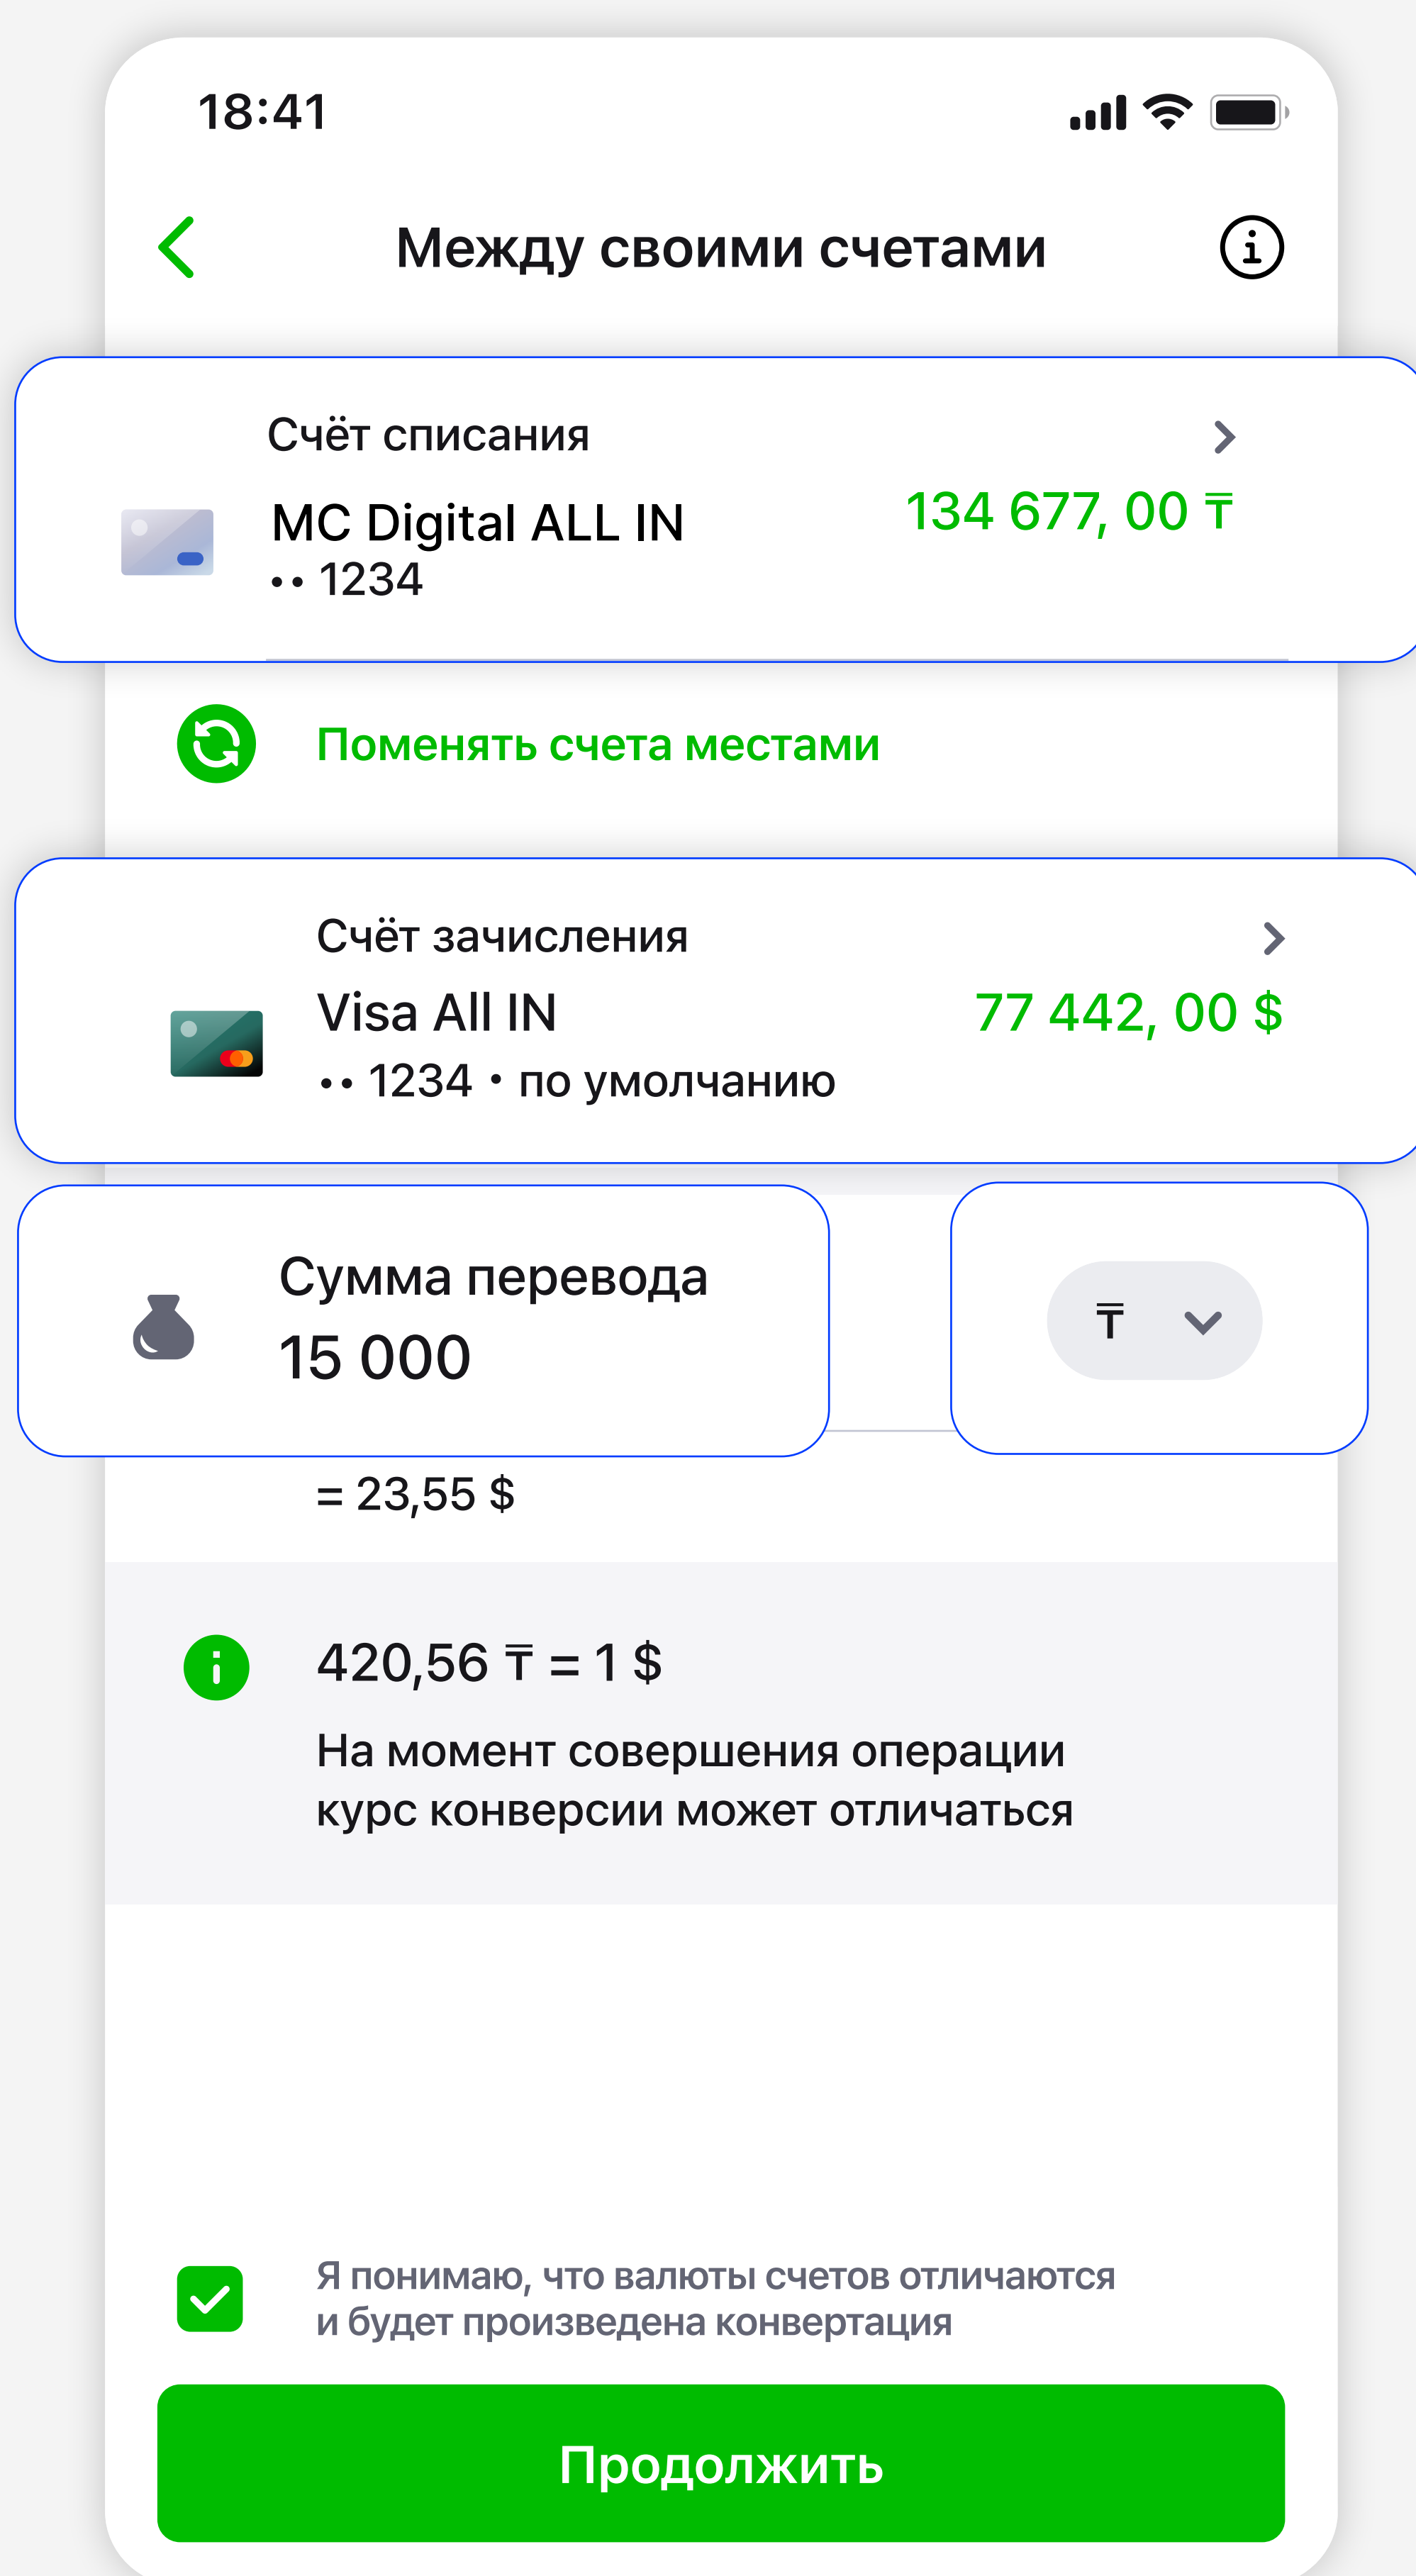 18:41
Между своими счетами
Счёт списания
MC Digital ALL IN
134 677, 00 ₸
•• 1234
Поменять счета местами
Счёт зачисления
Visa All IN
77 442, 00 $
•• 1234 • по умолчанию
Сумма перевода
15 000
₸
= 23,55 $
420,56 ₸ = 1 $
На момент совершения операции
курс конверсии может отличаться
Я понимаю, что валюты счетов отличаются
и будет произведена конвертация
Продолжить